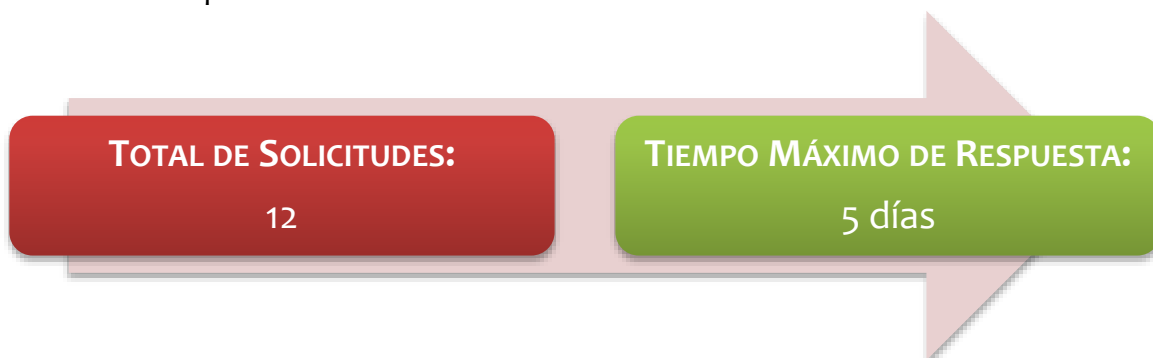 TOTAL DE SOLICITUDES:
12
TIEMPO MÁXIMO DE RESPUESTA:
5 días